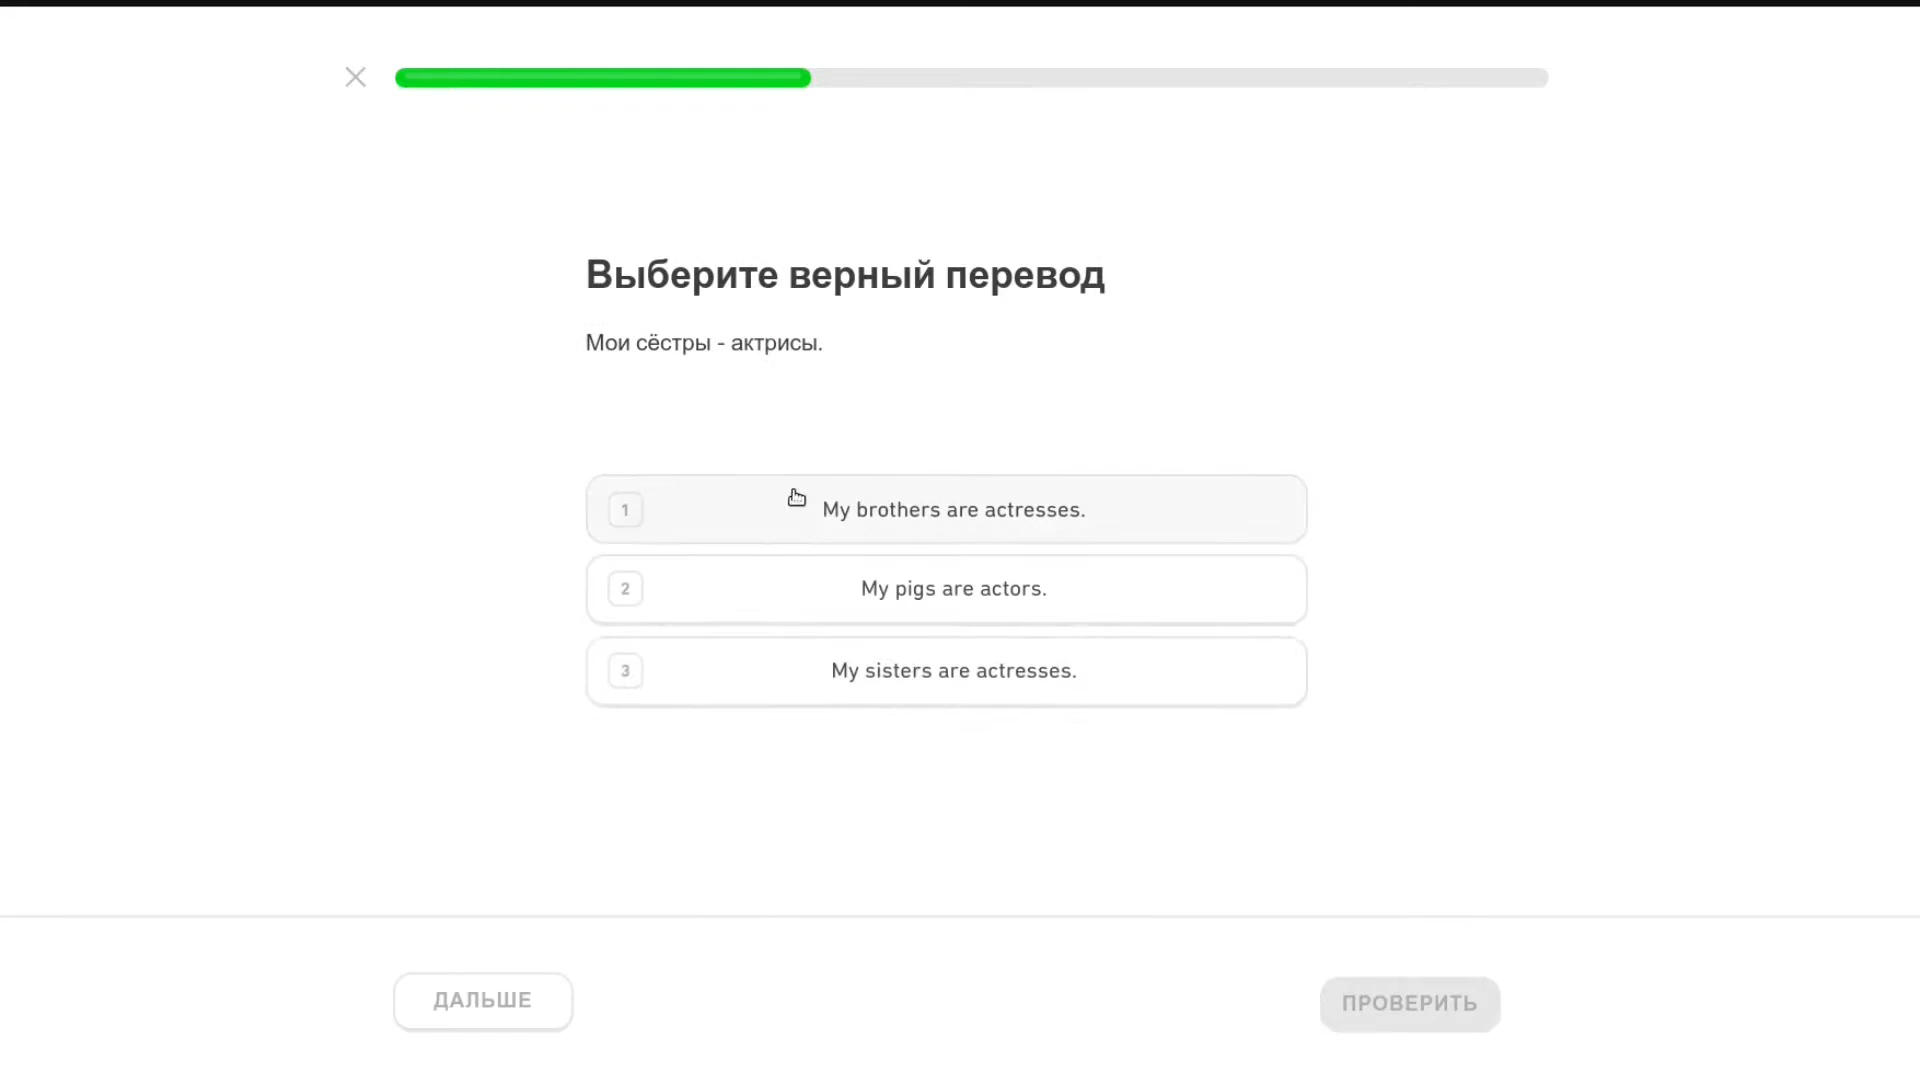 Выберите верный перевод
Мои сёстры - актрисы.
1 My brothers are actresses.
2 My pigs are actors.
3 My sisters are actresses.
ДАЛЬШЕ
ПРОВЕРИТЬ